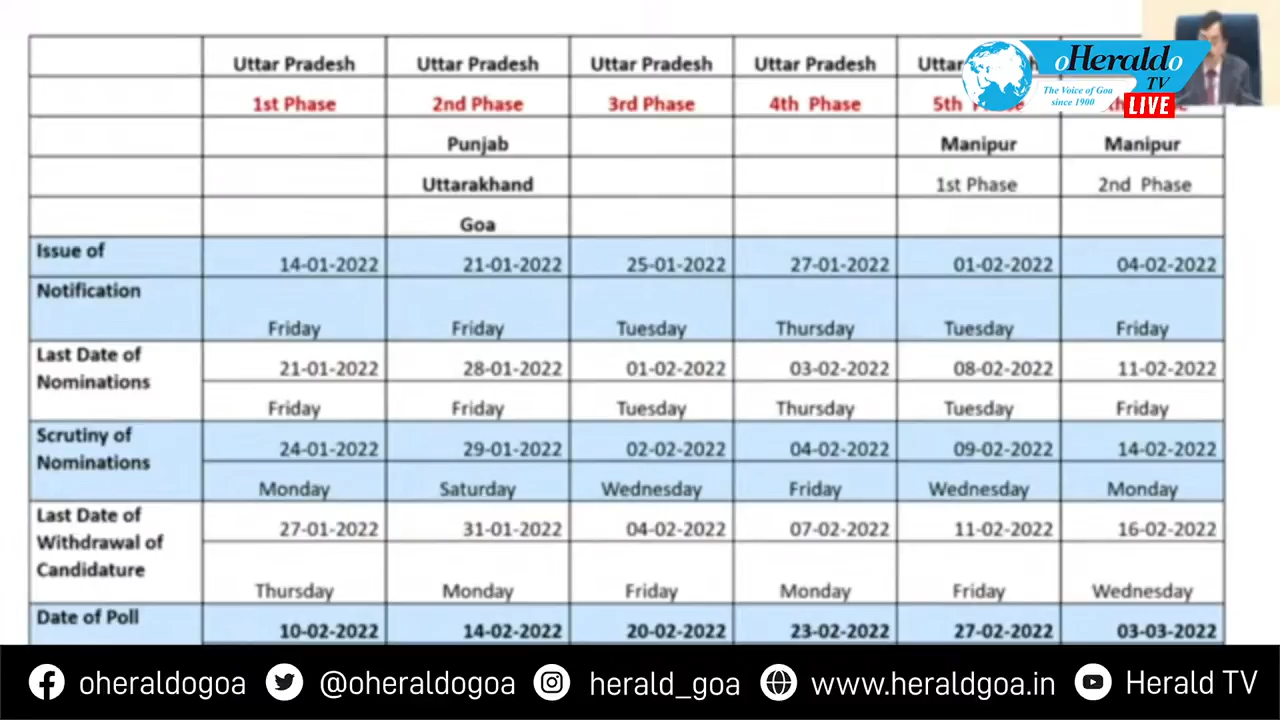 Uttar Pradesh Uttar Pradesh Uttar Pradesh Uttar Pradesh
1st Phase 2nd Phase 3rd Phase 4th Phase 5th
Punjab Manipur Manipur
Uttarakhand 1st Phase 2nd Phase
Goa
Issue of 14-01-2022 21-01-2022 25-01-2022 27-01-2022 01-02-2022 04-02-2022
Notification
Friday Friday Tuesday Thursday Tuesday Friday
Last Date of
Nominations 21-01-2022 28-01-2022 01-02-2022 03-02-2022 08-02-2022 11-02-2022
Friday Friday Tuesday Thursday Tuesday Friday
Scrutiny of
Nominations 24-01-2022 29-01-2022 02-02-2022 04-02-2022 09-02-2022 14-02-2022
Monday Saturday Wednesday Friday Wednesday Monday
Last Date of
Withdrawal of
Candidature 27-01-2022 31-01-2022 04-02-2022 07-02-2022 11-02-2022 16-02-2022
Thursday Monday Friday Monday Friday Wednesday
Date of Poll 10-02-2022 14-02-2022 20-02-2022 23-02-2022 27-02-2022 03-03-2022
oHeraldo
TV
The Voice of Goa
since 1900
LIVE
oheraldogoa @oheraldogoa herald_goa www.heraldgoa.in Herald TV